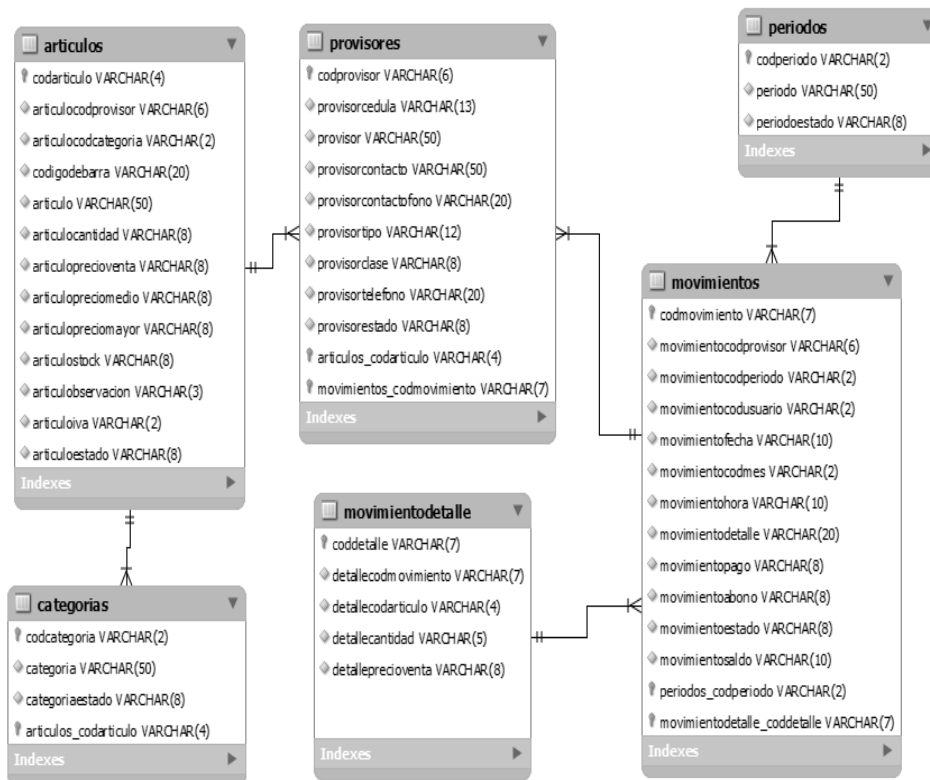 articulos
codarticulo VARCHAR(4)
articulocodprovisor VARCHAR(6)
articulocodcategoria VARCHAR(2)
codigodebarra VARCHAR(20)
articulo VARCHAR(50)
articulocantidad VARCHAR(8)
articuloprecioventa VARCHAR(8)
articulopreciomedio VARCHAR(8)
articulopreciomayor VARCHAR(8)
articulostock VARCHAR(8)
articulobservacion VARCHAR(3)
articuloiva VARCHAR(2)
articuloestado VARCHAR(8)
Indexes
provisores
codprovisor VARCHAR(6)
provisorcedula VARCHAR(13)
provisor VARCHAR(50)
provisorcontacto VARCHAR(50)
provisorcontactofono VARCHAR(20)
provisortipo VARCHAR(12)
provisorclase VARCHAR(8)
provisortelefono VARCHAR(20)
provisorestado VARCHAR(8)
articulos_codarticulo VARCHAR(4)
movimientos_codmovimiento VARCHAR(7)
Indexes
periodos
codperiodo VARCHAR(2)
periodo VARCHAR(50)
periodoestado VARCHAR(8)
Indexes
movimientos
codmovimiento VARCHAR(7)
movimientocodprovisor VARCHAR(6)
movimientocodperiodo VARCHAR(2)
movimientocodusuario VARCHAR(2)
movimientofecha VARCHAR(10)
movimientocodmes VARCHAR(2)
movimientohora VARCHAR(10)
movimientodetalle VARCHAR(20)
movimientopago VARCHAR(8)
movimientoabono VARCHAR(8)
movimientoestado VARCHAR(8)
movimientosaldo VARCHAR(10)
periodos_codperiodo VARCHAR(2)
movimientodetalle_coddetalle VARCHAR(7)
Indexes
movimientodetalle
coddetalle VARCHAR(7)
detallecodmovimiento VARCHAR(7)
detallecodarticulo VARCHAR(4)
detallecantidad VARCHAR(5)
detalleprecioventa VARCHAR(8)
Indexes
categorias
codcategoria VARCHAR(2)
categoria VARCHAR(50)
categoriaestado VARCHAR(8)
articulos_codarticulo VARCHAR(4)
Indexes